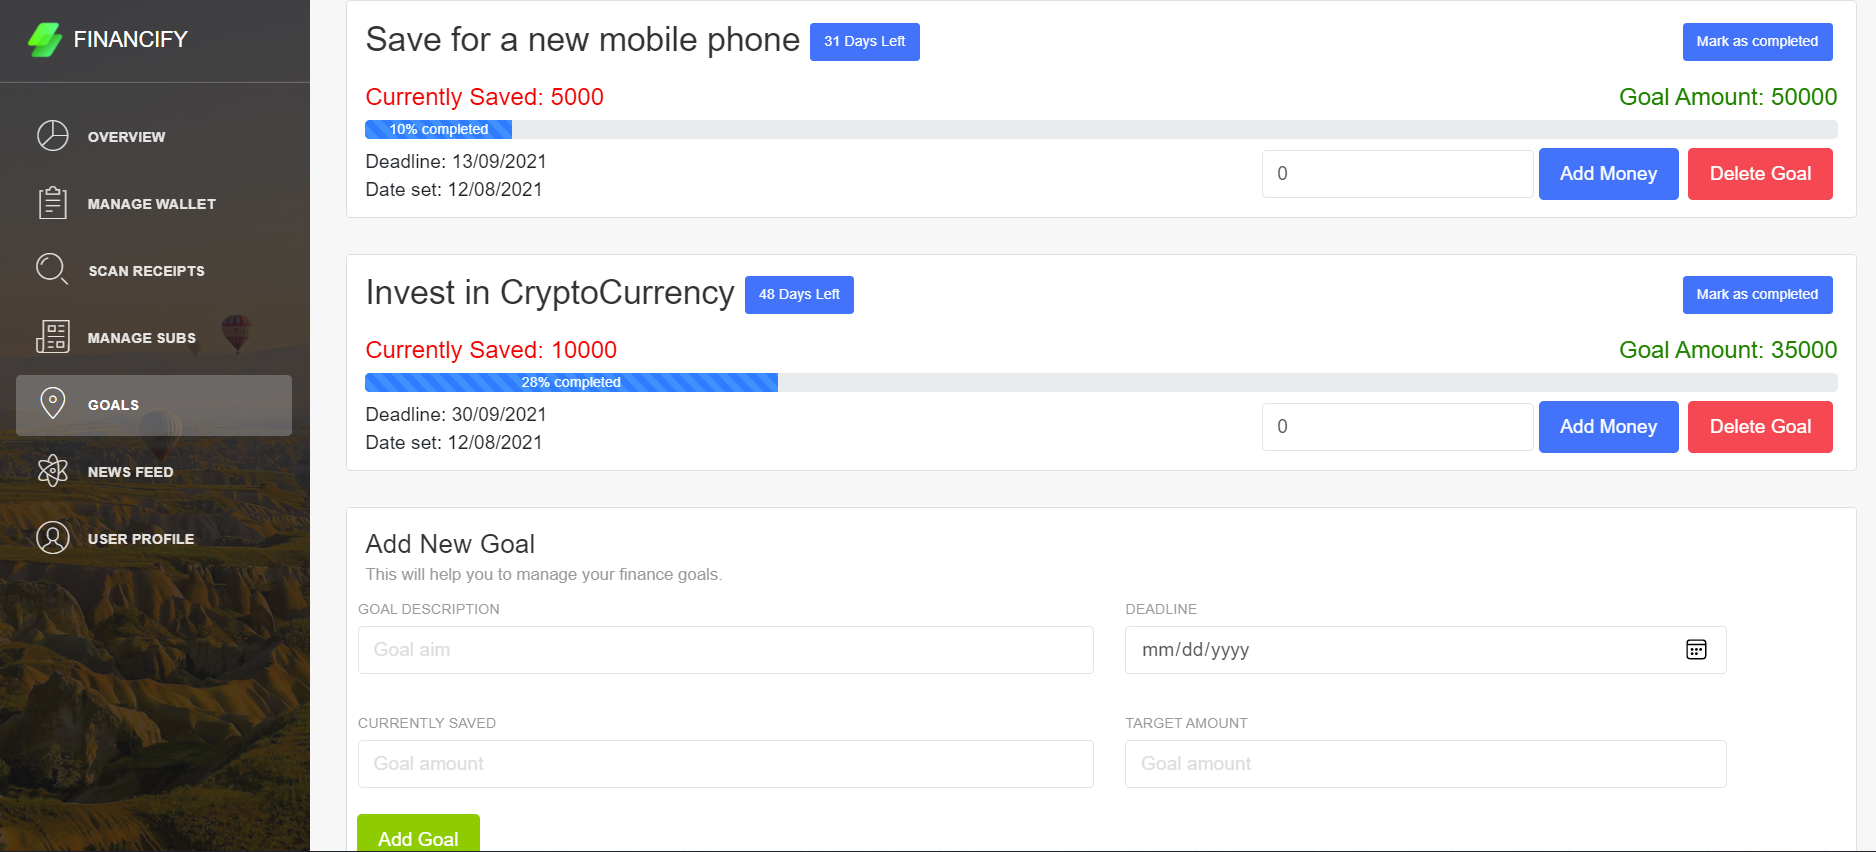 FINANCIFY
OVERVIEW
MANAGE WALLET
SCAN RECEIPTS
MANAGE SUBS
GOALS
NEWS FEED
USER PROFILE
Save for a new mobile phone 31 Days Left Mark as completed
Currently Saved: 5000 Goal Amount: 50000
10% completed
Deadline: 13/09/2021
Date set: 12/08/2021
0 Add Money Delete Goal
Invest in CryptoCurrency 48 Days Left Mark as completed
Currently Saved: 10000 Goal Amount: 35000
28% completed
Deadline: 30/09/2021
Date set: 12/08/2021
0 Add Money Delete Goal
Add New Goal
This will help you to manage your finance goals.
GOAL DESCRIPTION DEADLINE
Goal aim mm/dd/yyyy
CURRENTLY SAVED TARGET AMOUNT
Goal amount Goal amount
Add Goal